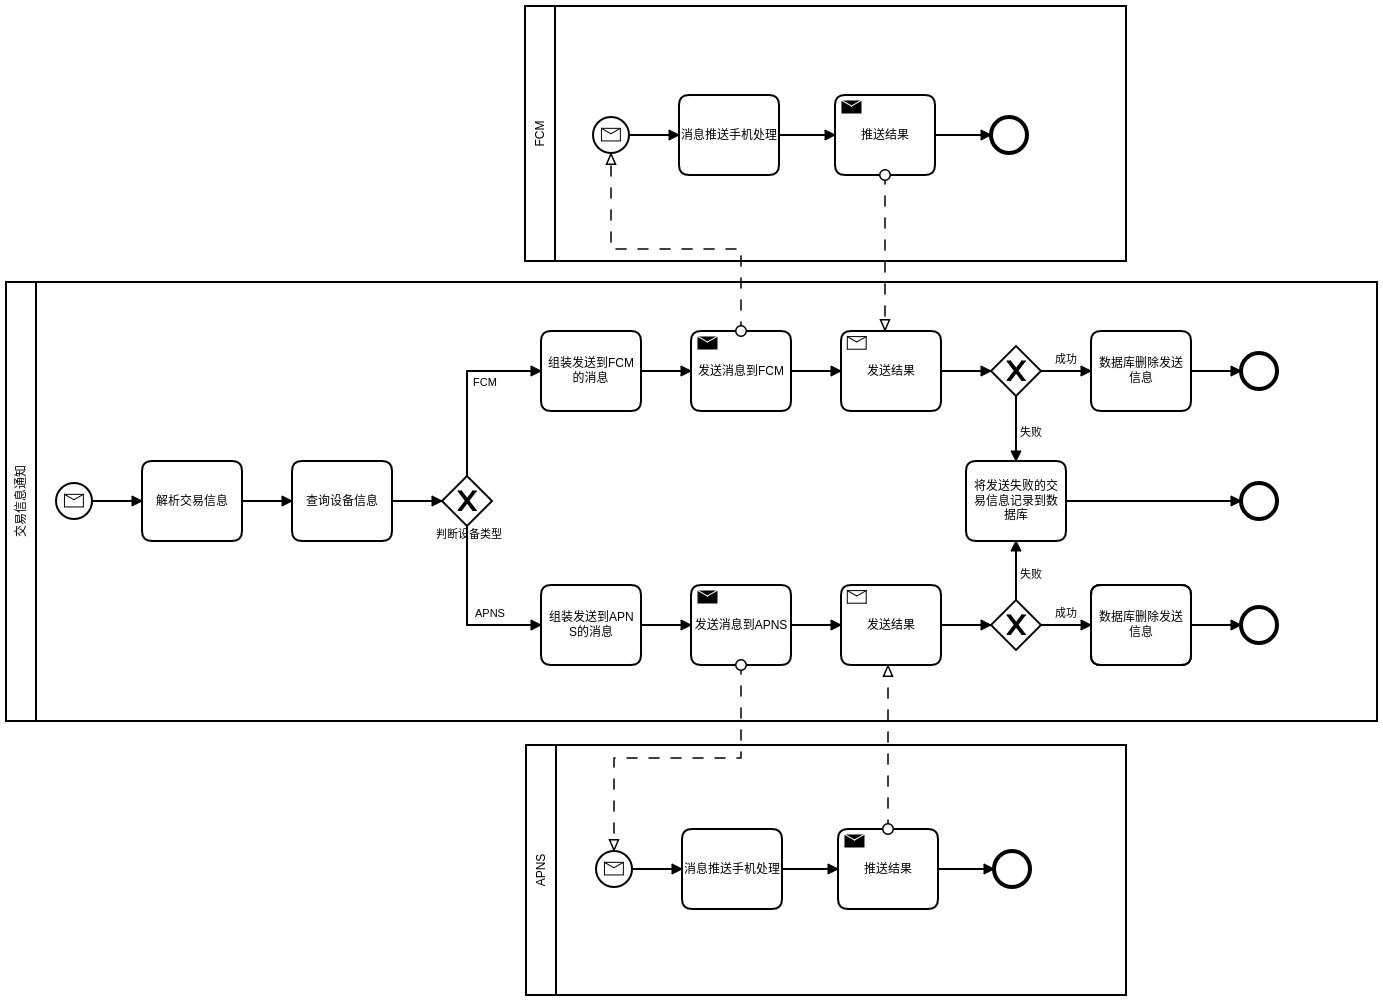 FCM
消息推送手机处理
推送结果
交易信息通知
解析交易信息
查询设备信息
判断设备类型
FCM
组装发送到FCM
的消息
发送消息到FCM
发送结果
成功
数据库删除发送
信息
失败
将发送失败的交
易信息记录到数
据库
失败
APNS
组装发送到APN
S的消息
发送消息到APNS
发送结果
成功
数据库删除发送
信息
APNS
消息推送手机处理
推送结果